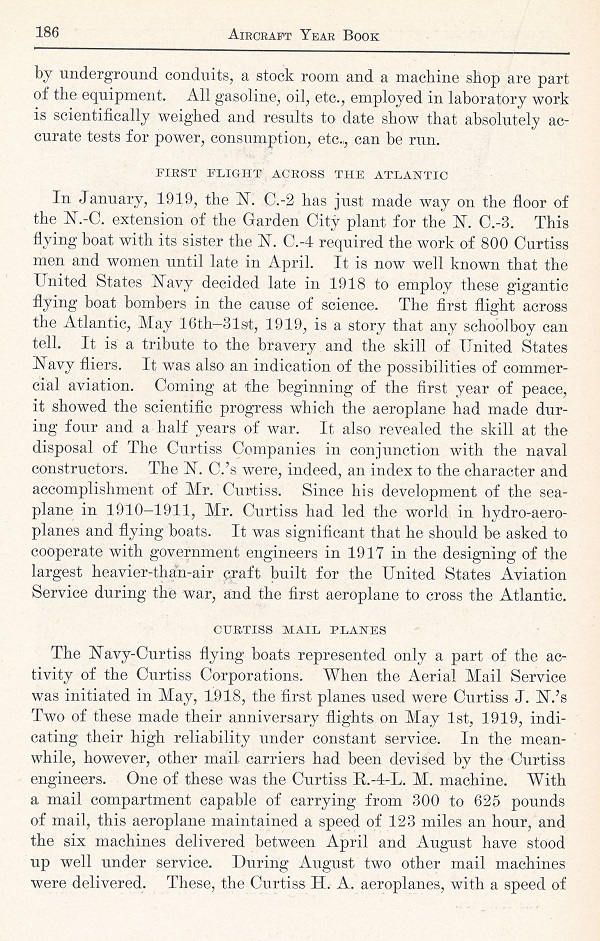 186
Aircraft Year Book
by underground conduits, a stock room and a machine shop are part
of the equipment. All gasoline, oil, etc., employed in laboratory work
is scientifically weighed and results to date show that absolutely ac-
curate tests for power, consumption, etc., can be run.
FIRST FLIGHT ACROSS THE ATLANTIC
In January, 1919, the N. C.-2 has just made way on the floor of
the N.-C. extension of the Garden City plant for the N. C.-3. This
flying boat with its sister the N. C.-4 required the work of 800 Curtiss
men and women until late in April. It is now well known that the
United States Navy decided late in 1918 to employ these gigantic
flying boat bombers in the cause of science. The first flight across
the Atlantic, May 16th–31st, 1919, is a story that any schoolboy can
tell. It is a tribute to the bravery and the skill of United States
Navy fliers. It was also an indication of the possibilities of commer-
cial aviation. Coming at the beginning of the first year of peace,
it showed the scientific progress which the aeroplane had made dur-
ing four and a half years of war. It also revealed the skill at the
disposal of The Curtiss Companies in conjunction with the naval
constructors. The N. C.'s were, indeed, an index to the character and
accomplishment of Mr. Curtiss. Since his development of the sea-
plane in 1910–1911, Mr. Curtiss had led the world in hydro-aero-
planes and flying boats. It was significant that he should be asked to
cooperate with government engineers in 1917 in the designing of the
largest heavier-than-air craft built for the United States Aviation
Service during the war, and the first aeroplane to cross the Atlantic.
CURTISS MAIL PLANES
The Navy-Curtiss flying boats represented only a part of the ac-
tivity of the Curtiss Corporations. When the Aerial Mail Service
was initiated in May, 1918, the first planes used were Curtiss J. N.'s
Two of these made their anniversary flights on May 1st, 1919, indi-
cating their high reliability under constant service. In the mean-
while, however, other mail carriers had been devised by the Curtiss
engineers. One of these was the Curtiss R.-4-L. M. machine. With
a mail compartment capable of carrying from 300 to 625 pounds
of mail, this aeroplane maintained a speed of 123 miles an hour, and
the six machines delivered between April and August have stood
up well under service. During August two other mail machines
were delivered. These, the Curtiss H. A. aeroplanes, with a speed of